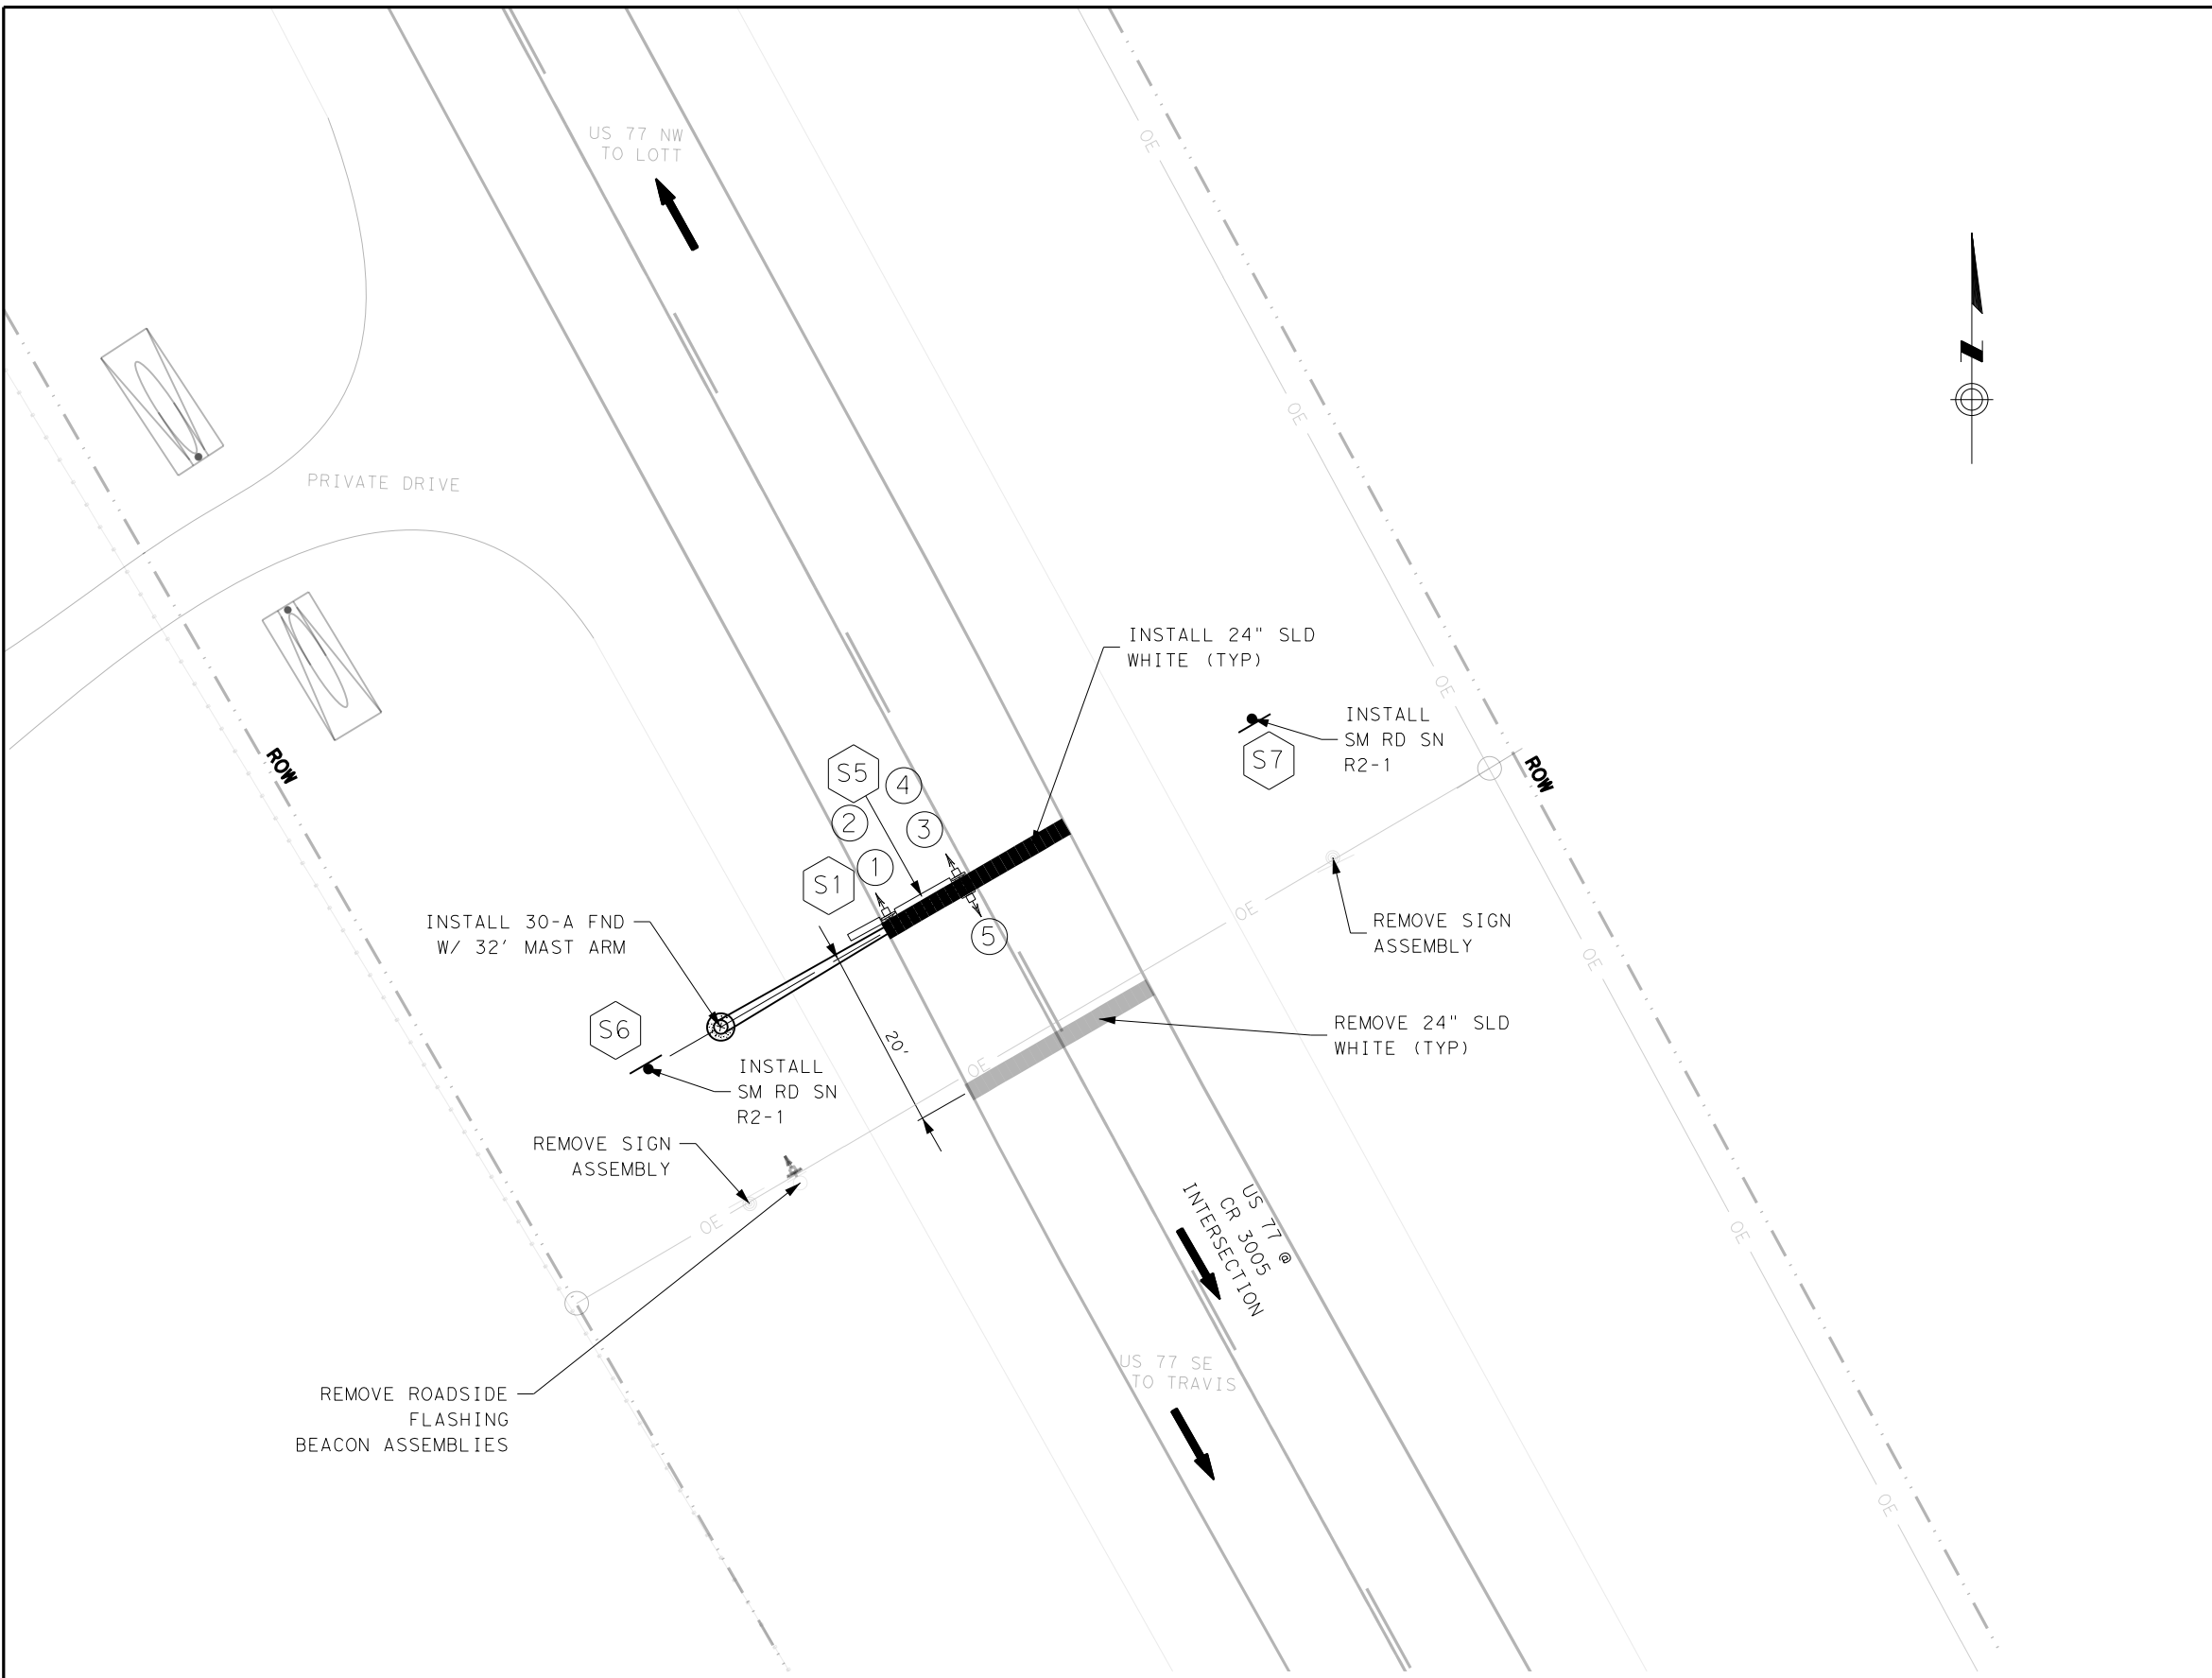 US 77 NW
TO LOTT
OE
N
OE
PRIVATE DRIVE
INSTALL 24" SLD
WHITE (TYP)
OE
INSTALL
SM RD SN
R2-1
S7
ROW
ROW
S5
4
2
3
1
S1
5
INSTALL 30-A FND
W/ 32' MAST ARM
OE
REMOVE SIGN
ASSEMBLY
OE
S6
20'
REMOVE 24" SLD
WHITE (TYP)
OE
INSTALL
SM RD SN
R2-1
REMOVE SIGN
ASSEMBLY
OE
OE
US 77 @
CR 3005
INTERSECTION
US 77 SE
TO TRAVIS
REMOVE ROADSIDE
FLASHING
BEACON ASSEMBLIES
OE